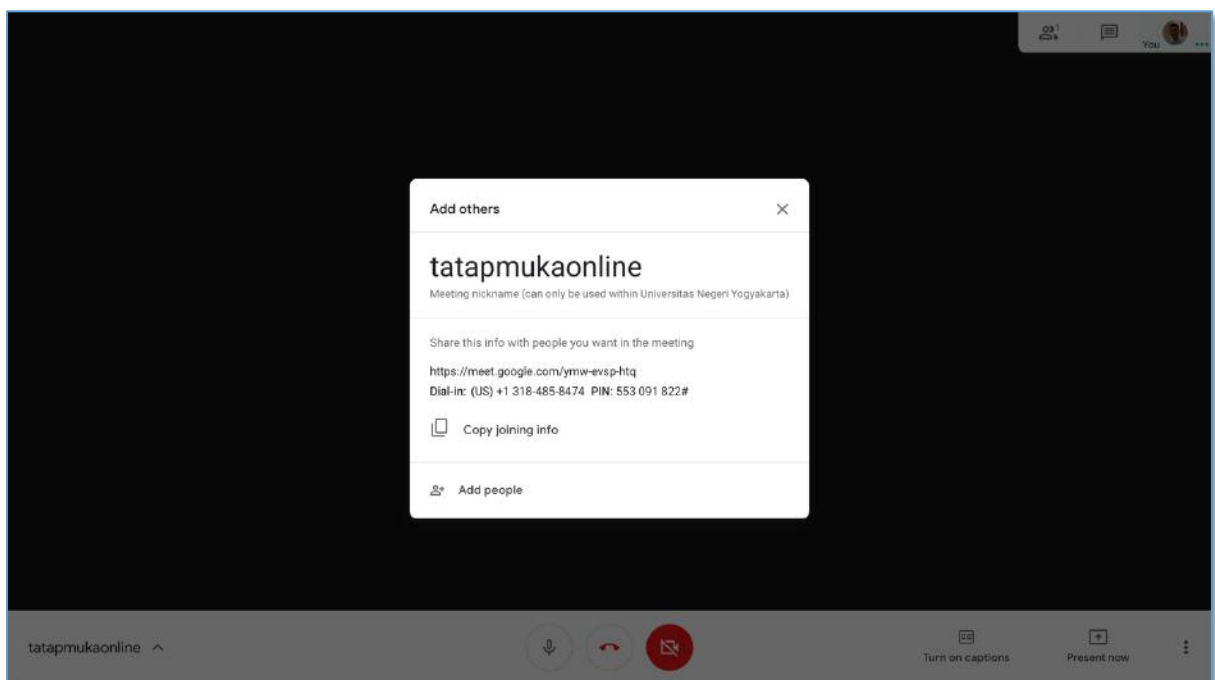 1
You
Add others
tatapmukaonline
Meeting nickname (can only be used within Universitas Negeri Yogyakarta)
Share this info with people you want in the meeting
https://meet.google.com/ymw-evsp-htq
Dial-in: (US) +1 318-485-8474 PIN: 553 091 822#
Copy joining info
Add people
tatapmukaonline
Turn on captions
Present now